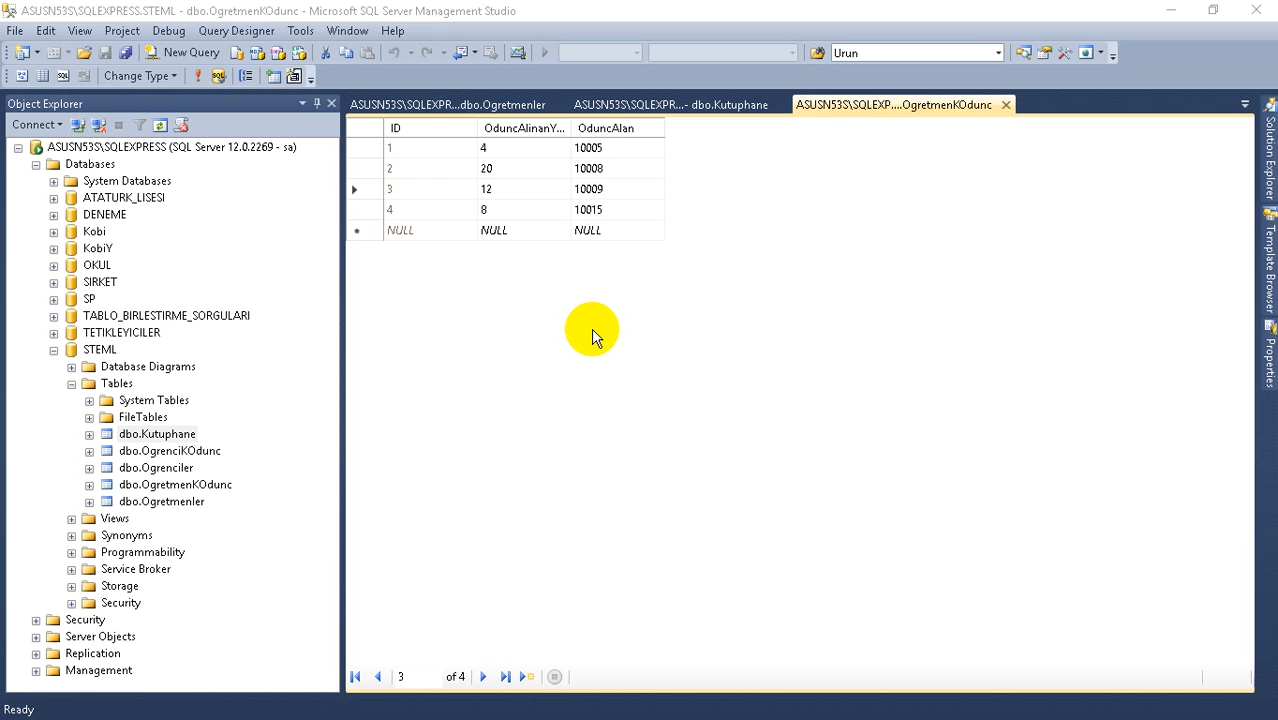 ASUSN53S\SQLEXPRESS.STEML - dbo.OgretmenKOdunc - Microsoft SQL Server Management Studio
File Edit View Project Debug Query Designer Tools Window Help
New Query Urun
Change Type
Object Explorer
Connect
ASUSN53S\SQLEXPRESS (SQL Server 12.0.2269 - sa)
Databases
System Databases
ATATURK_LISESI
DENEME
Kobi
KobiY
OKUL
SIRKET
SP
TABLO_BIRLESTIRME_SORGULARI
TETIKLEYICILER
STEML
Database Diagrams
Tables
System Tables
FileTables
dbo.Kutuphane
dbo.OgrenciKOdunc
dbo.Ogrenciler
dbo.OgretmenKOdunc
dbo.Ogretmenler
Views
Synonyms
Programmability
Service Broker
Storage
Security
Security
Server Objects
Replication
Management
ASUSN53S\SQLEXPR...dbo.Ogretmenler ASUSN53S\SQLEXPR...- dbo.Kutuphane ASUSN53S\SQLEXP....OgretmenKOdunc
ID OduncAlinanY... OduncAlan
1 4 10005
2 20 10008
3 12 10009
4 8 10015
NULL NULL NULL
3 of 4
Solution Explorer
Template Browser
Properties
Ready